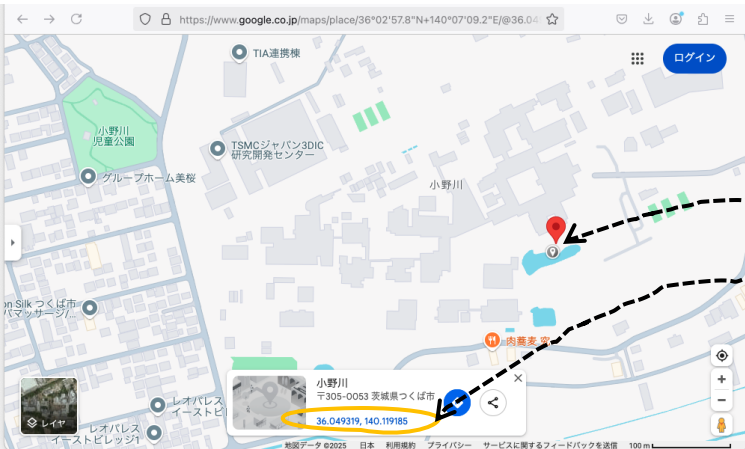 https://www.google.co.jp/maps/place/36°02'57.8"N+140°07'09.2"E/@36.04
TIA連携棟
ログイン
小野川
児童公園
TSMCジャパン3DIC
研究開発センター
グループホーム美桜
小野川
on Silk つくば市
バマッサージ/...
肉蕎麦 空
小野川
〒305-0053 茨城県つくば市
36.049319, 140.119185
レイヤ
レオパレス
イーストビ
レオパレス
イーストビレッジ1
地図データ ©2025 日本 利用規約 プライバシー サービスに関するフィードバックを送信 100 m